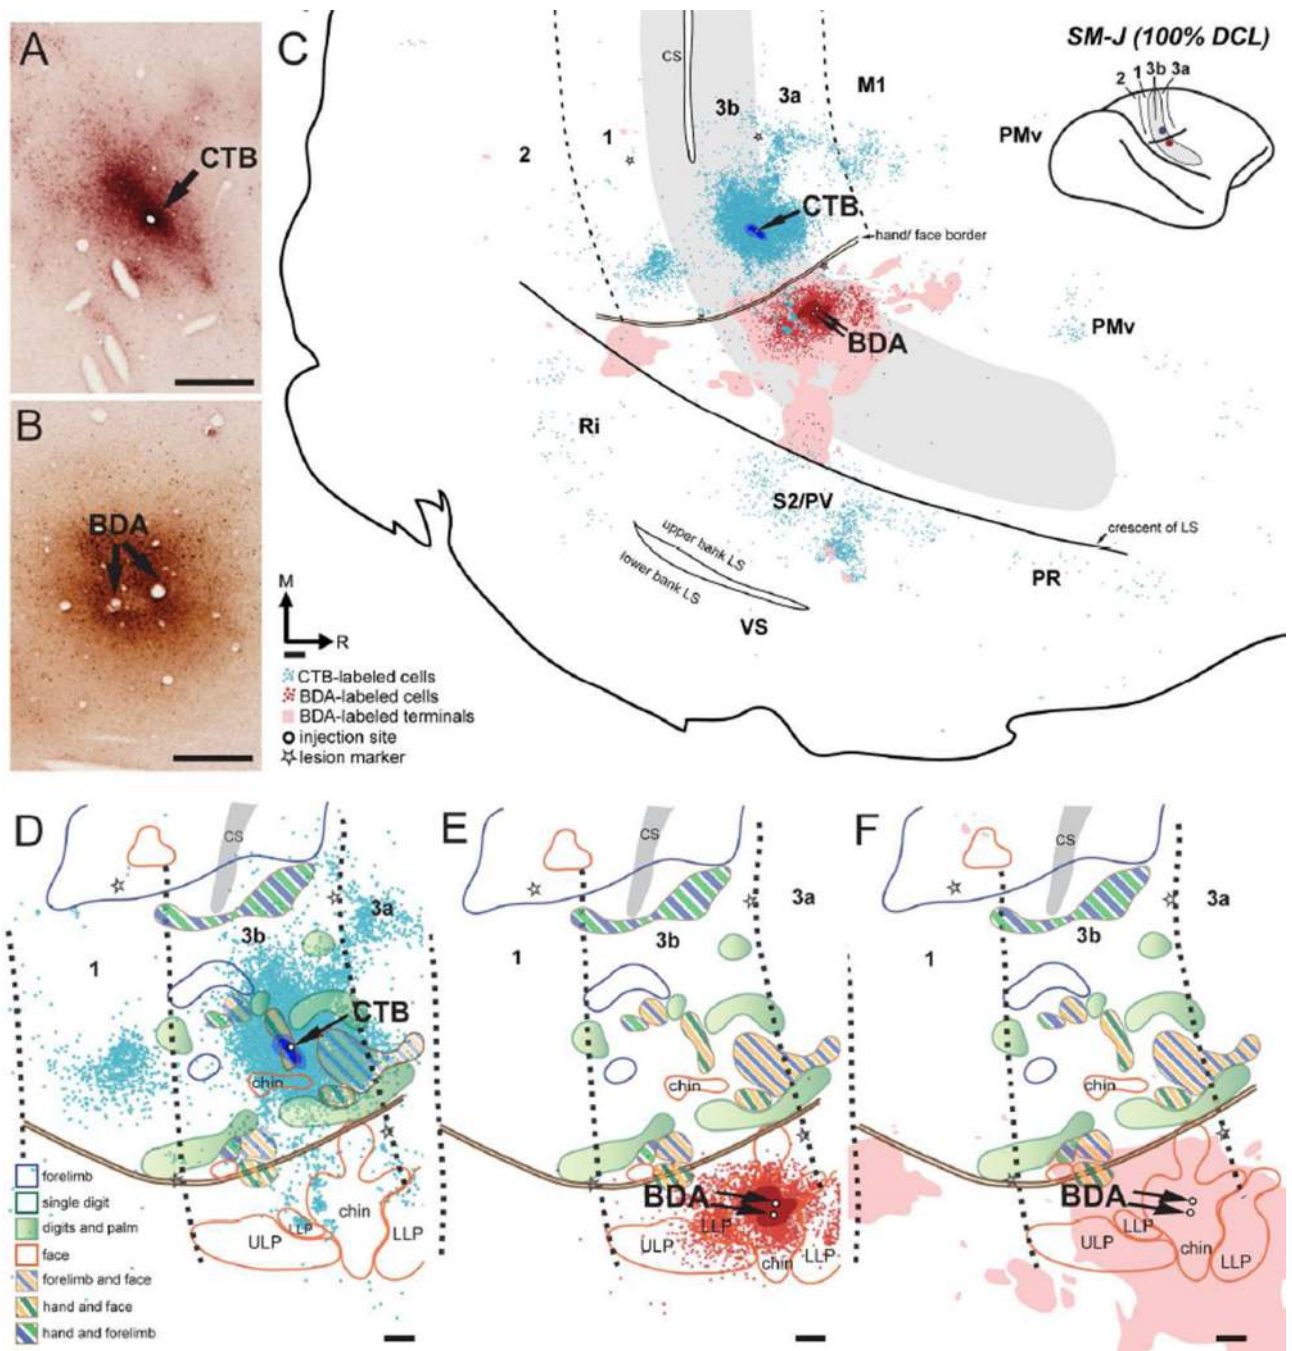 A
CTB
B
BDA
C
CS
3b
3a
M1
1
2
CTB
hand/ face border
BDA
PMv
Ri
S2/PV
crescent of LS
PR
upper bank LS
lower bank LS
VS
SM-J (100% DCL)
2 1 3b 3a
PMv
M
R
CTB-labeled cells
BDA-labeled cells
BDA-labeled terminals
injection site
lesion marker
D
CS
3a
3b
1
CTB
chin
chin
LLP
ULP
LLP
forelimb
single digit
digits and palm
face
forelimb and face
hand and face
hand and forelimb
E
CS
3a
3b
1
chin
BDA
LLP
ULP
LLP
chin
F
CS
3a
3b
1
chin
BDA
LLP
ULP
chin
LLP